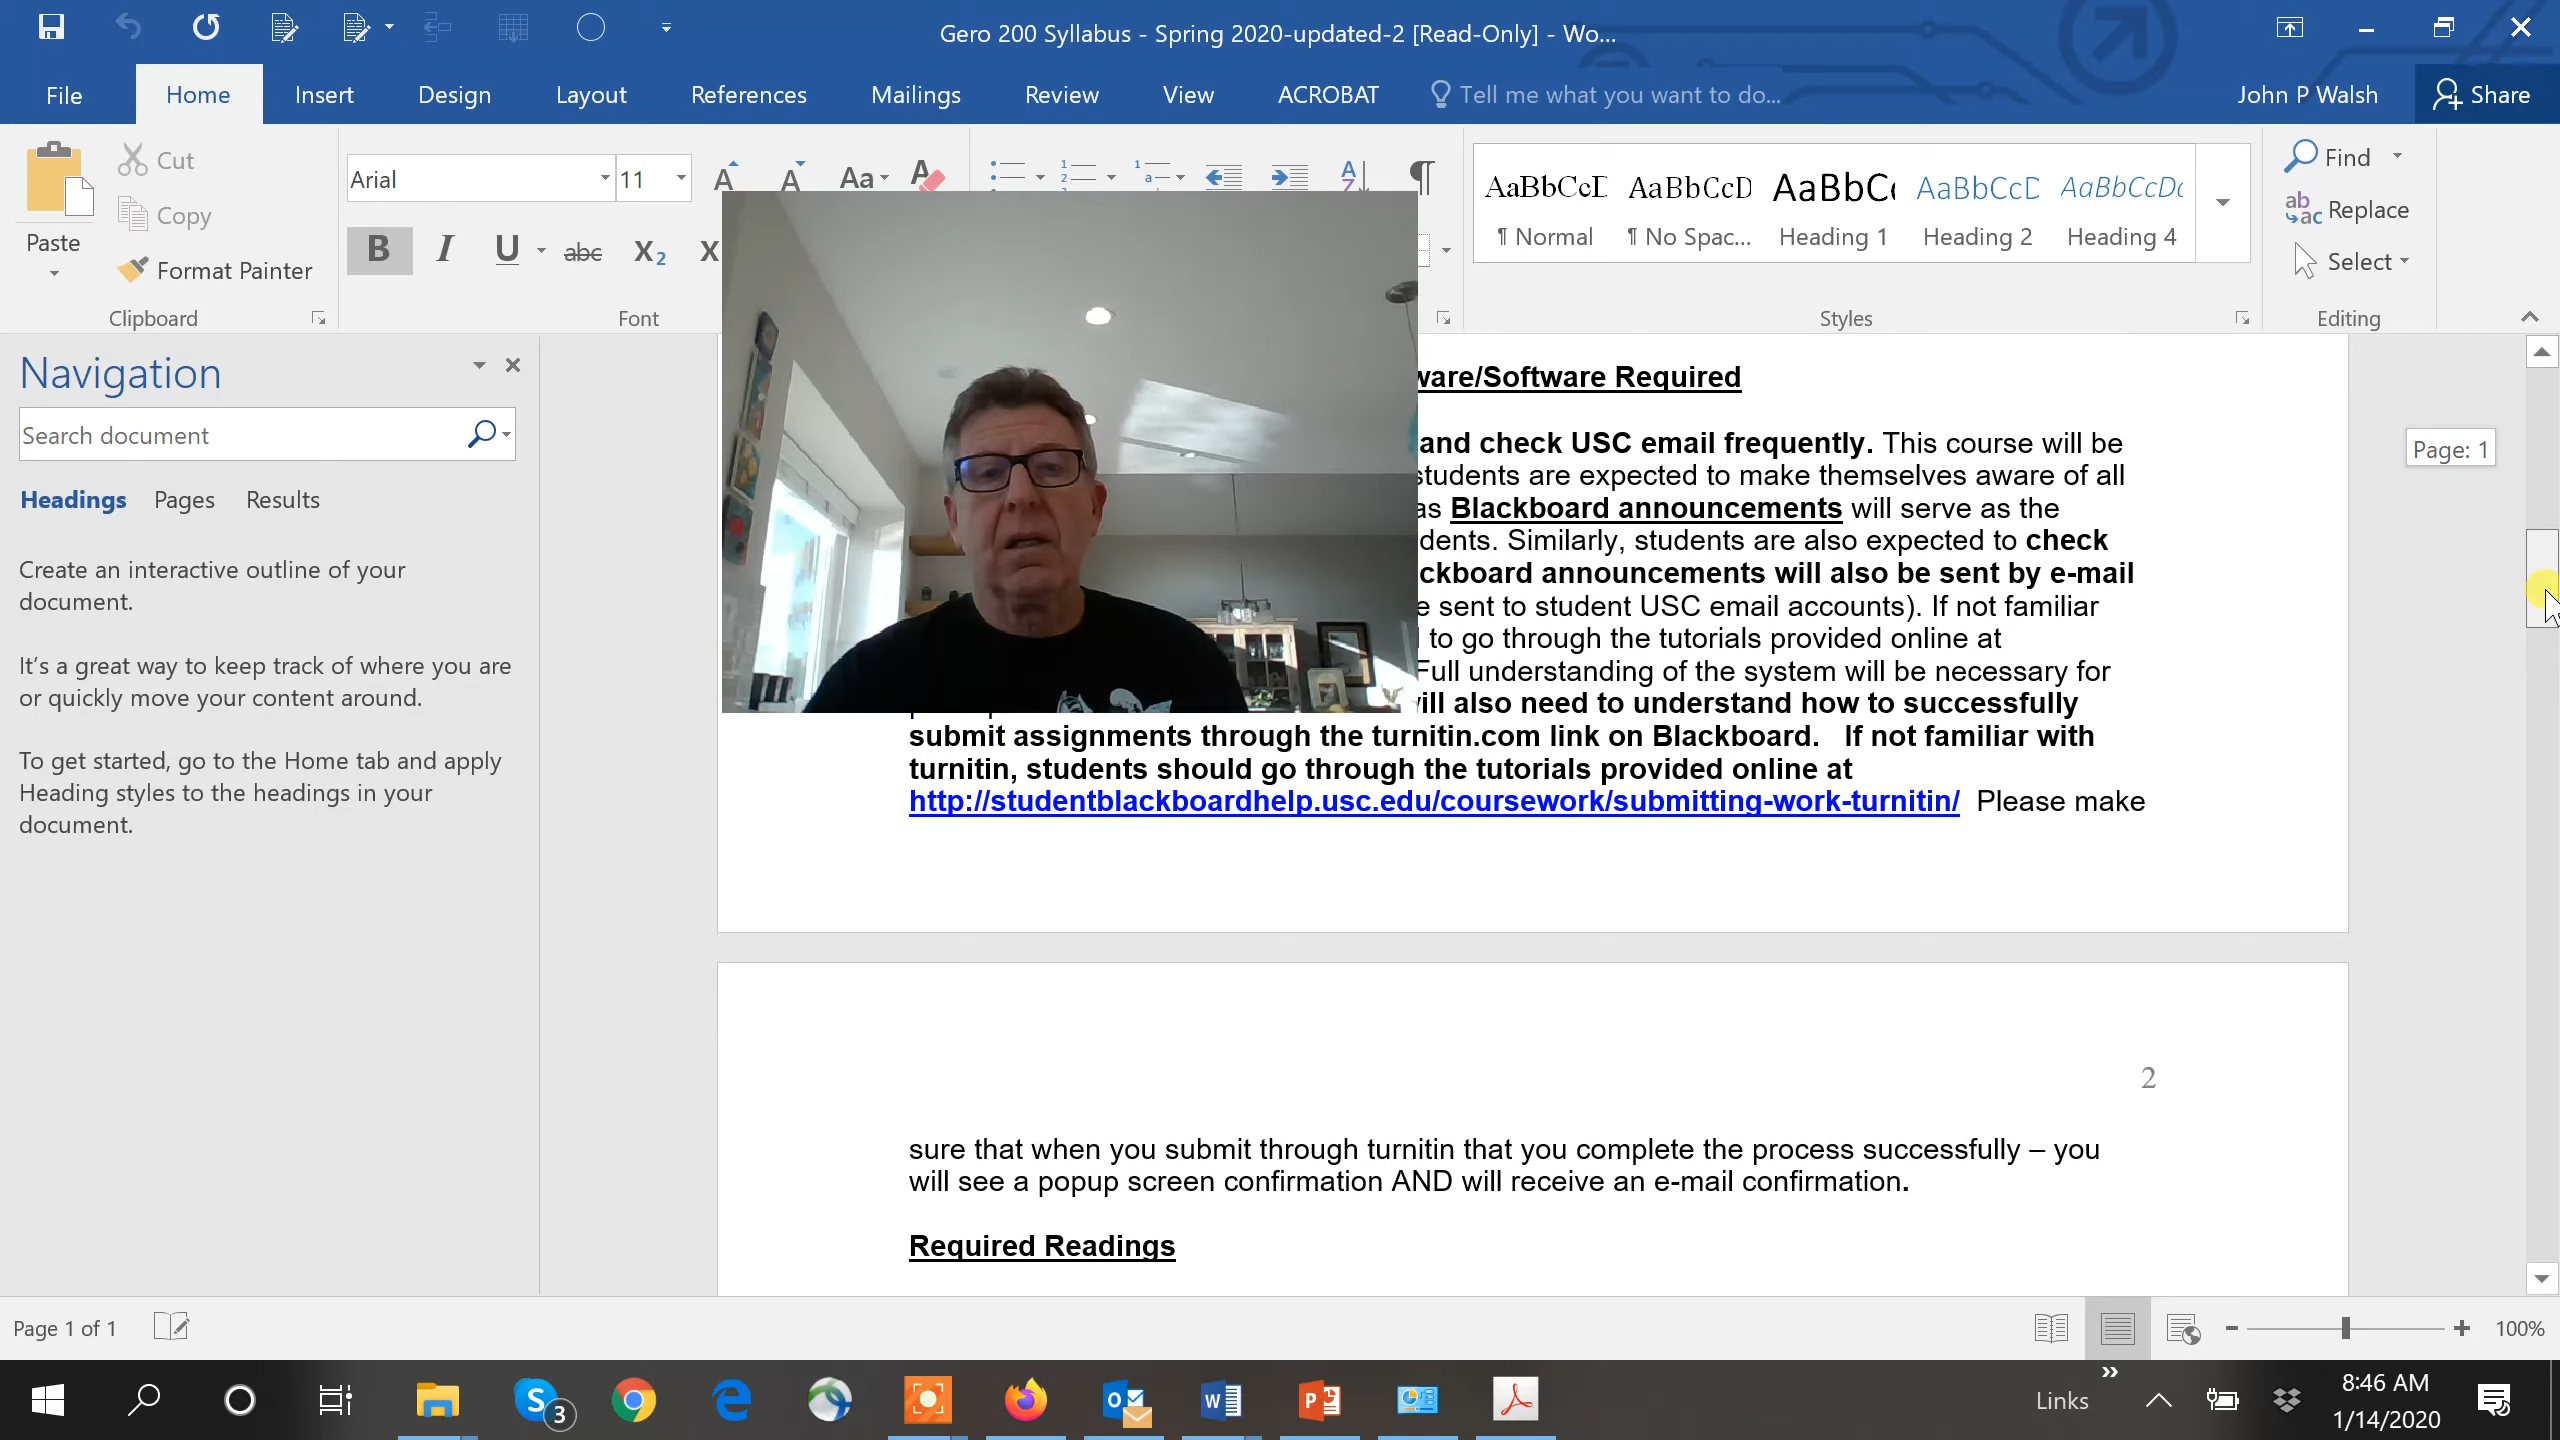 Gero 200 Syllabus - Spring 2020-updated-2 [Read-Only] - Wo...
File Home Insert Design Layout References Mailings Review View ACROBAT Tell me what you want to do... John P Walsh Share
Paste
Cut
Copy
Format Painter
Clipboard
Arial 11
Font
AaBbCcD ¶ Normal
AaBbCcD ¶ No Spac...
AaBbCc Heading 1
AaBbCcD Heading 2
AaBbCcDc Heading 4
Styles
Find
Replace
Select
Editing
Navigation
Search document
Headings Pages Results
Create an interactive outline of your
document.
It's a great way to keep track of where you are
or quickly move your content around.
To get started, go to the Home tab and apply
Heading styles to the headings in your
document.
ware/Software Required
and check USC email frequently. This course will be
students are expected to make themselves aware of all
as Blackboard announcements will serve as the
dents. Similarly, students are also expected to check
ckboard announcements will also be sent by e-mail
e sent to student USC email accounts). If not familiar
to go through the tutorials provided online at
Full understanding of the system will be necessary for
will also need to understand how to successfully
submit assignments through the turnitin.com link on Blackboard. If not familiar with
turnitin, students should go through the tutorials provided online at
http://studentblackboardhelp.usc.edu/coursework/submitting-work-turnitin/ Please make
Page: 1
2
sure that when you submit through turnitin that you complete the process successfully – you
will see a popup screen confirmation AND will receive an e-mail confirmation.
Required Readings
Page 1 of 1
100%
3
Links
8:46 AM
1/14/2020